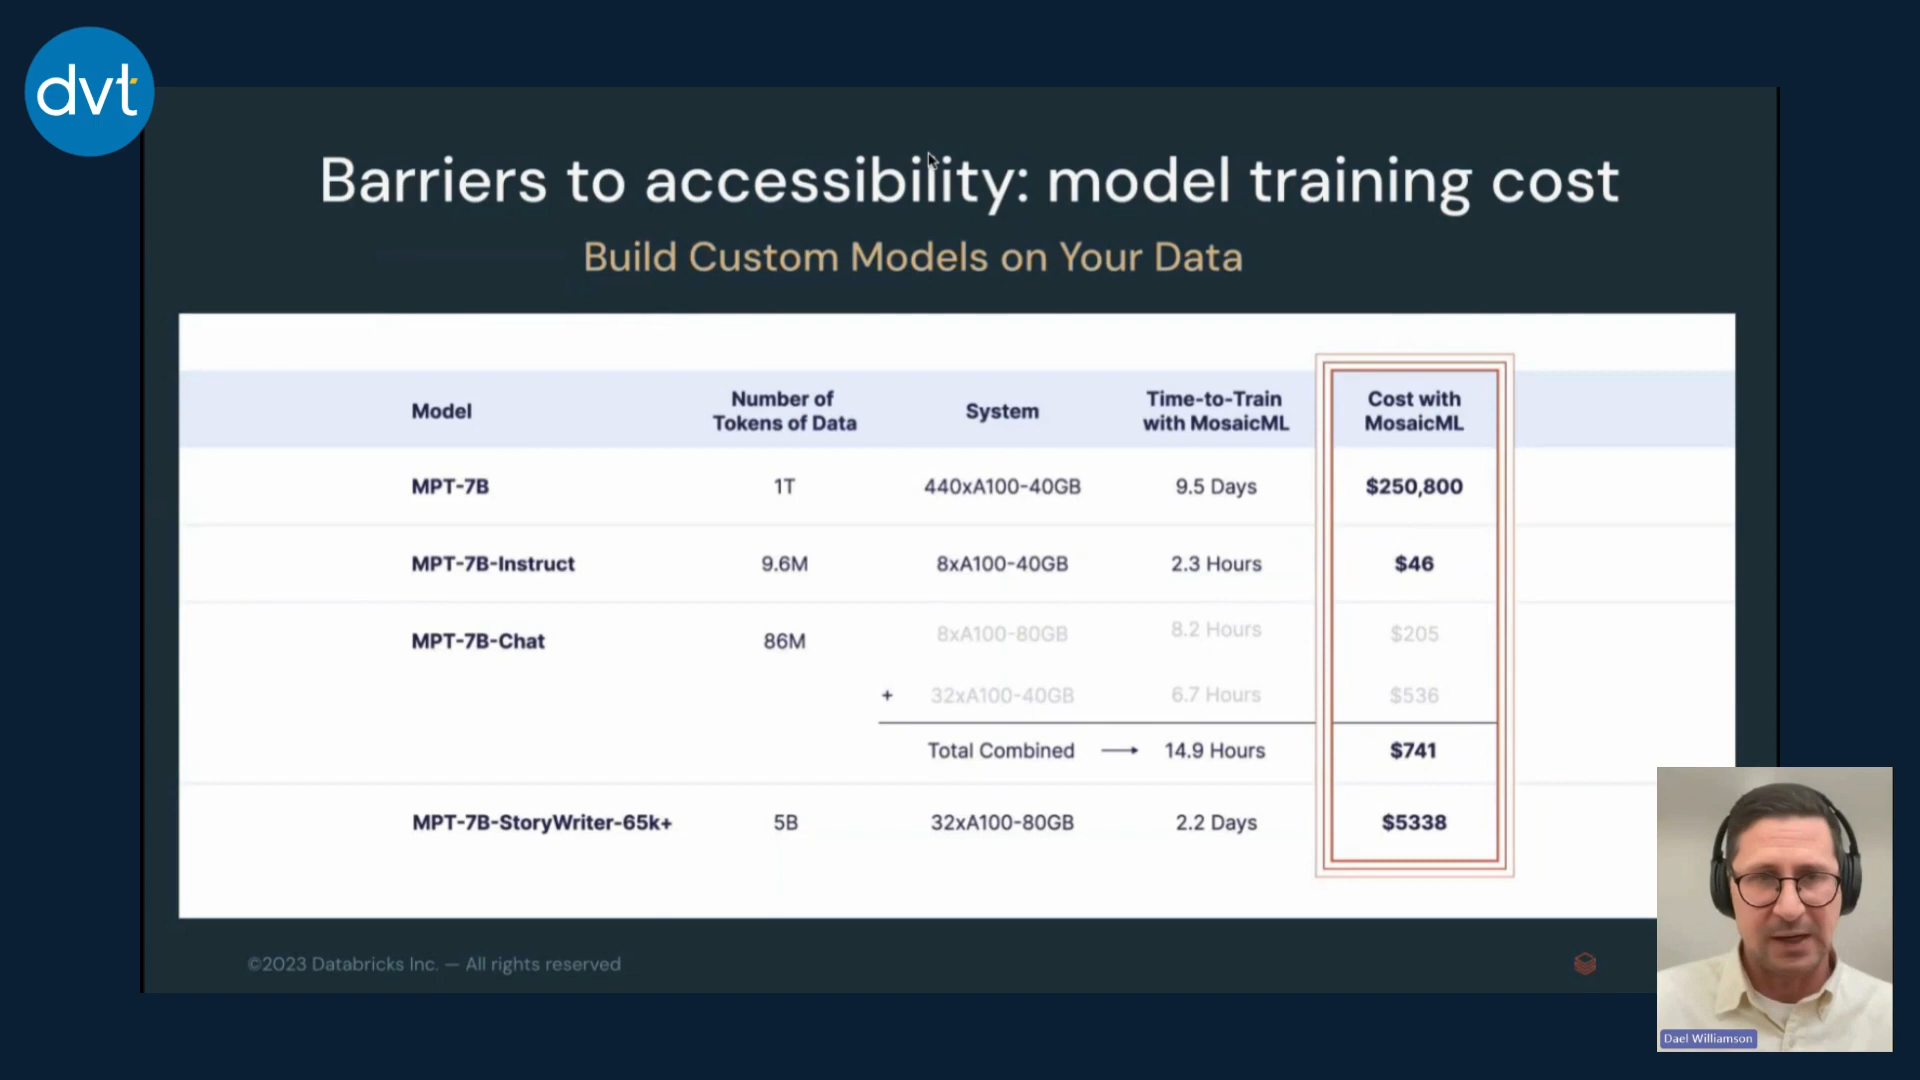 dvt
Barriers to accessibility: model training cost
Build Custom Models on Your Data
Model Number of Tokens of Data System Time-to-Train with MosaicML Cost with MosaicML
MPT-7B 1T 440xA100-40GB 9.5 Days $250,800
MPT-7B-Instruct 9.6M 8xA100-40GB 2.3 Hours $46
MPT-7B-Chat 86M 8xA100-80GB 8.2 Hours $205
+ 32xA100-40GB 6.7 Hours $536
Total Combined → 14.9 Hours $741
MPT-7B-StoryWriter-65k+ 5B 32xA100-80GB 2.2 Days $5338
©2023 Databricks Inc. — All rights reserved
Dael Williamson